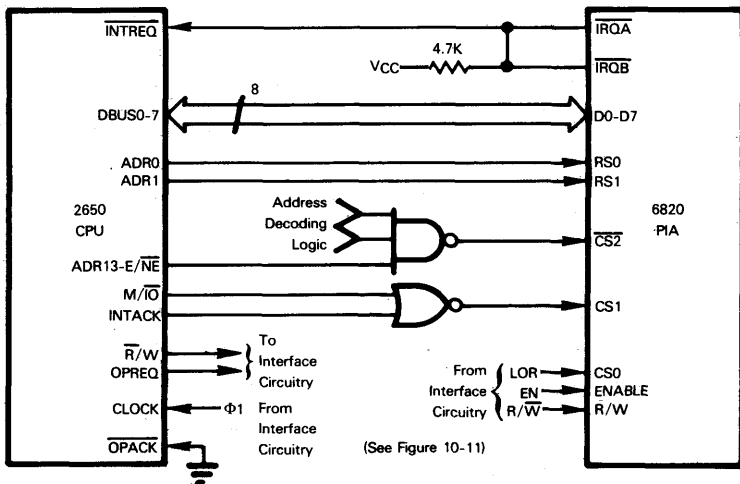 INTREQ
IRQA
4.7K
VCC
IRQB
8
DBUS0-7
D0-D7
ADR0
RS0
ADR1
RS1
2650
CPU
Address
Decoding
Logic
6820
PIA
CS2
ADR13-E/NE
M/IO
INTACK
CS1
R/W
OPREQ
To
Interface
Circuitry
From
Interface
Circuitry
LOR
EN
R/W
CS0
ENABLE
R/W
CLOCK
Φ1
From
Interface
Circuitry
OPACK
(See Figure 10-11)